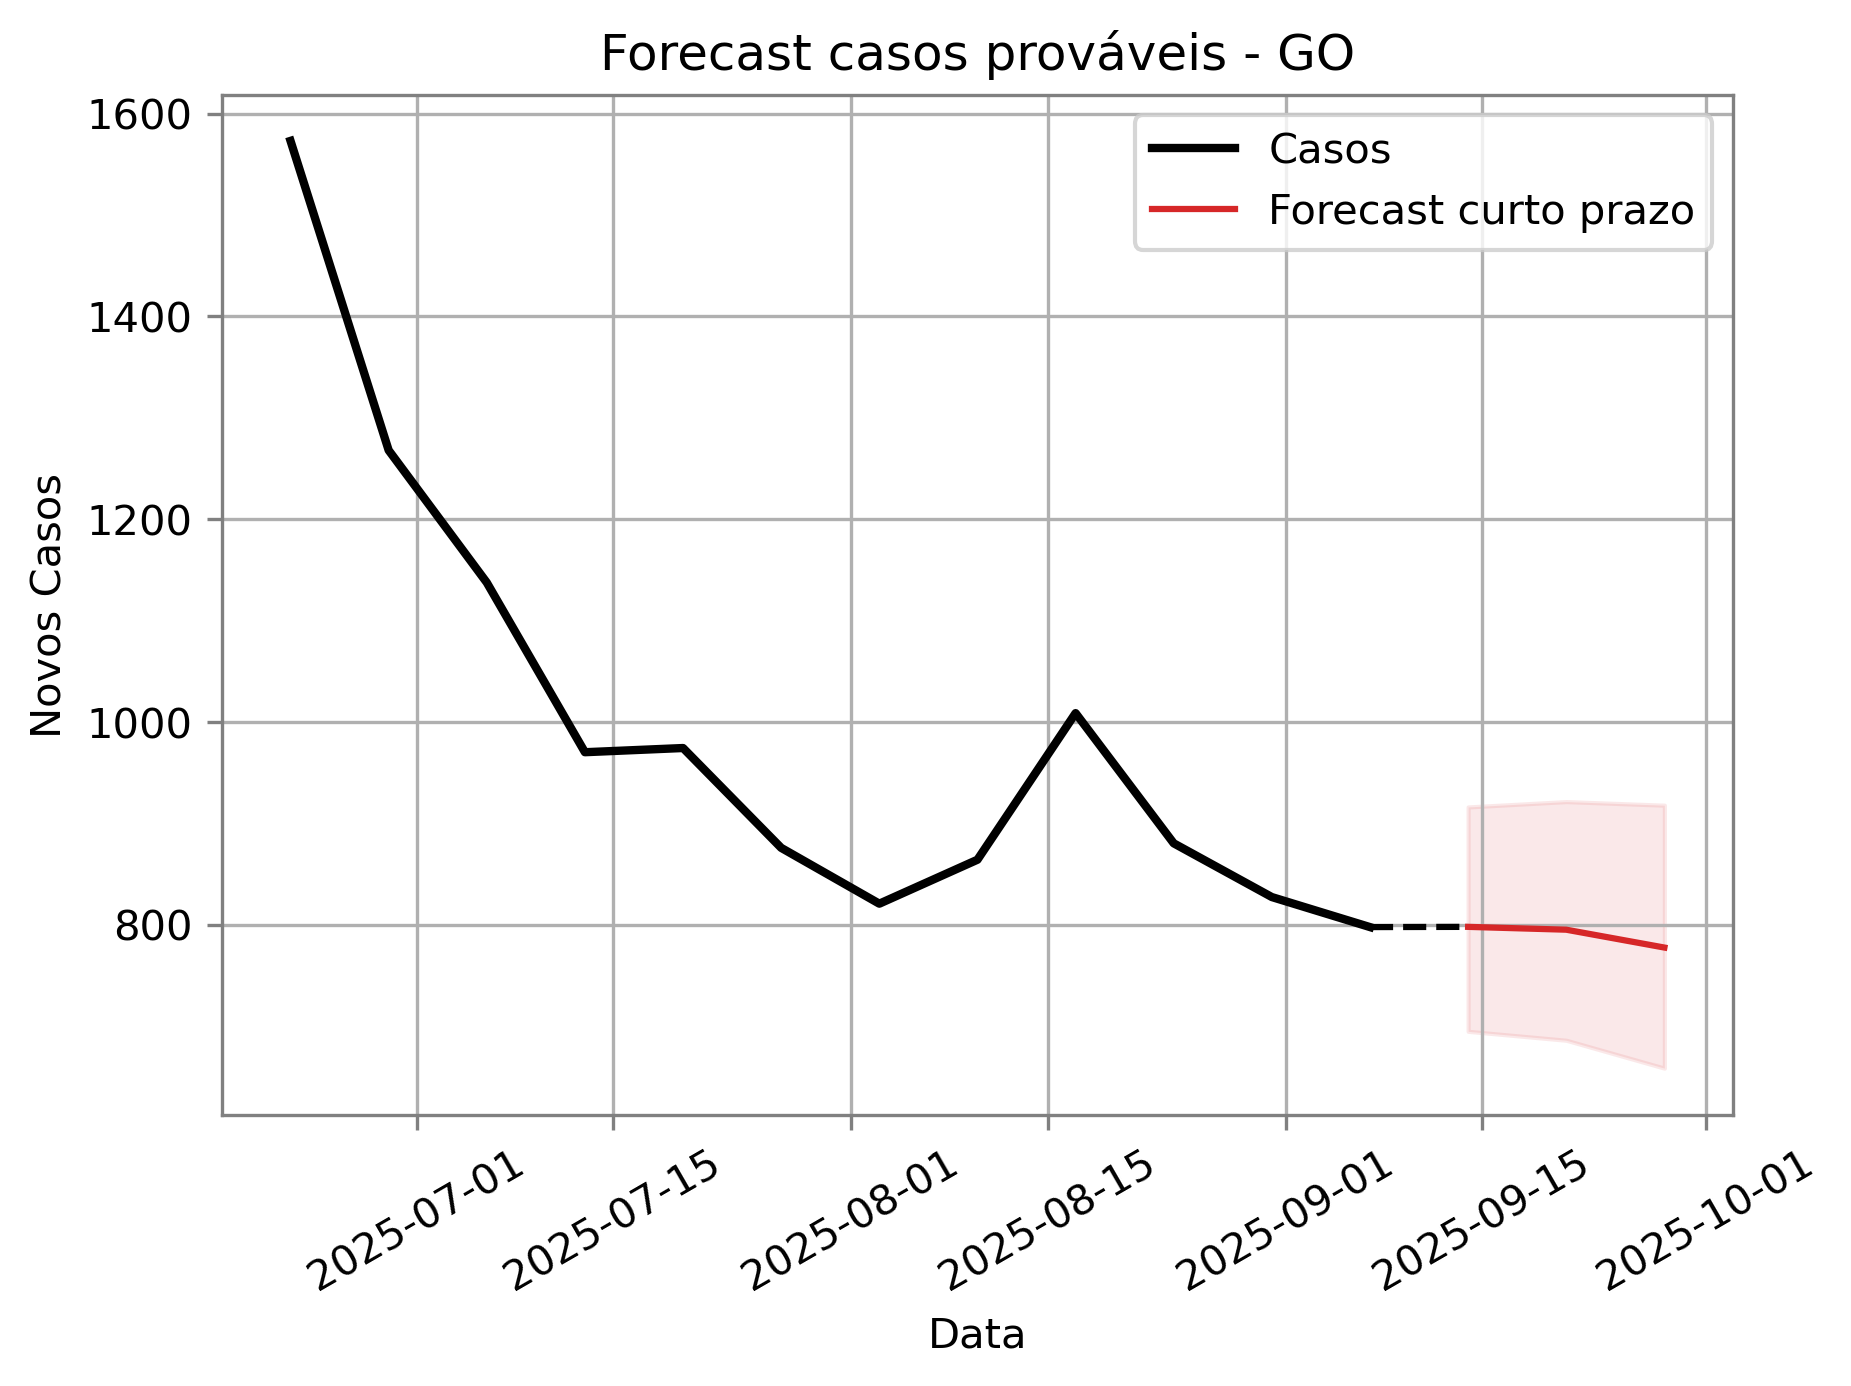 Forecast casos prováveis - GO
1600
1400
1200
1000
800
Novos Casos
Casos
Forecast curto prazo
2025-07-01
2025-07-15
2025-08-01
2025-08-15
2025-09-01
2025-09-15
2025-10-01
Data